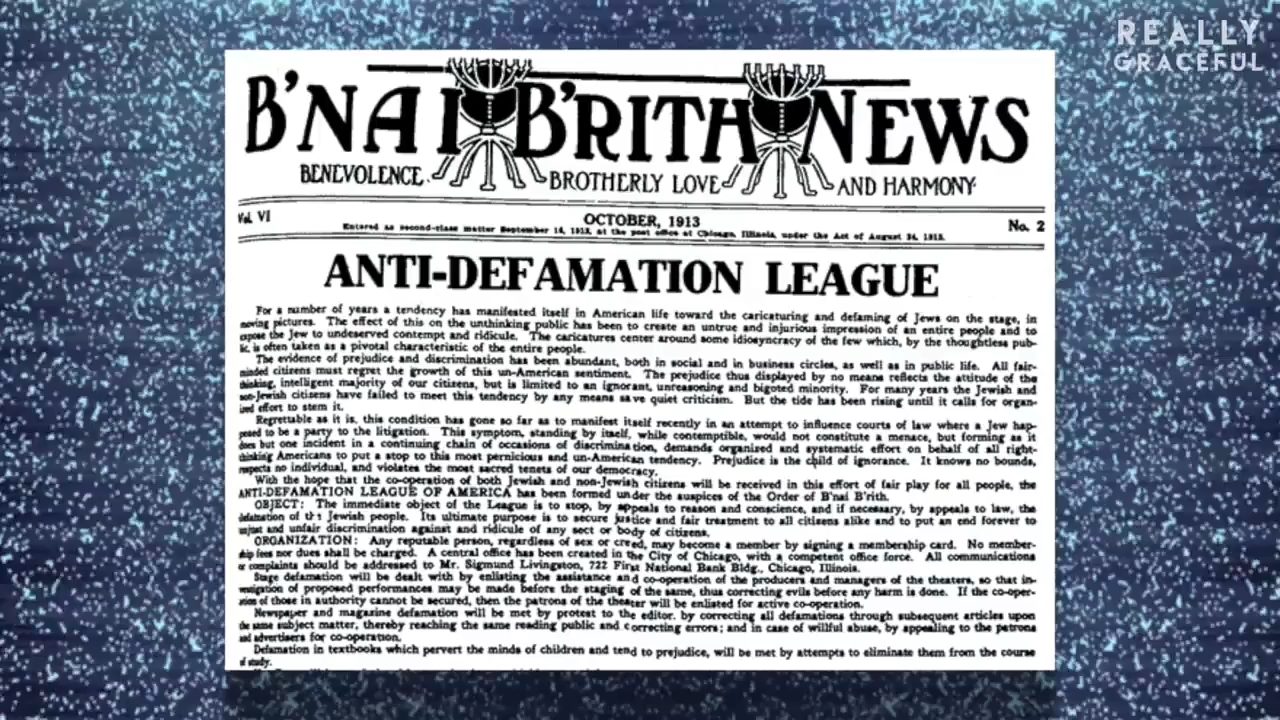 REALLY
GRACEFUL
B'NAI B'RITH NEWS
BENEVOLENCE BROTHERLY LOVE AND HARMONY
Vol. VI OCTOBER, 1913 No. 2
Entered as second-class matter September 14, at the post office at Chicago, Illinois, under the Act of August 24,
ANTI-DEFAMATION LEAGUE
For a number of years a tendency has manifested itself in American life toward the caricaturing and defaming of Jews on the stage, in
moving pictures. The effect of this on the unthinking public has been to create an untrue and injurious impression of an entire people and to
expose the Jew to undeserved contempt and ridicule. The caricatures center around some idiosyncracy of the few which, by the thoughtless pub-
lic, is often taken as a pivotal characteristic of the entire people.
The evidence of prejudice and discrimination has been abundant, both in social and in business circles, as well as in public life. All fair-
minded citizens must regret the growth of this un-American sentiment. The prejudice thus displayed by no means reflects the attitude of the
thinking, intelligent majority of our citizens, but is limited to an ignorant, unreasoning and bigoted minority. For many years the Jewish and
non-Jewish citizens have failed to meet this tendency by any means save quiet criticism. But the tide has been rising until it calls for organ-
ized effort to stem it.
Regrettable as it is, this condition has gone so far as to manifest itself recently in an attempt to influence courts of law where a Jew hap-
pened to be a party to the litigation. This symptom, standing by itself, while contemptible, would not constitute a menace, but forming as it
does but one incident in a continuing chain of occasions of discrimination, demands organized and systematic effort on behalf of all right-
thinking Americans to put a stop to this most pernicious and un-American tendency. Prejudice is the child of ignorance. It knows no bounds,
respects no individual, and violates the most sacred tenets of our democracy.
With the hope that the co-operation of both Jewish and non-Jewish citizens will be received in this effort of fair play for all people, the
ANTI-DEFAMATION LEAGUE OF AMERICA has been formed under the auspices of the Order of B'nai B'rith.
OBJECT: The immediate object of the League is to stop, by appeals to reason and conscience, and if necessary, by appeals to law, the
defamation of the Jewish people. Its ultimate purpose is to secure justice and fair treatment to all citizens alike and to put an end forever to
unjust and unfair discrimination against and ridicule of any sect or body of citizens.
ORGANIZATION: Any reputable person, regardless of sex or creed, may become a member by signing a membership card. No member-
ship fees nor dues shall be charged. A central office has been created in the City of Chicago, with a competent office force. All communications
or complaints should be addressed to Mr. Sigmund Livingston, 722 First National Bank Bldg., Chicago, Illinois.
Stage defamation will be dealt with by enlisting the assistance and co-operation of the producers and managers of the theaters, so that in-
vestigation of proposed performances may be made before the staging of the same, thus correcting evils before any harm is done. If the co-oper-
ation of those in authority cannot be secured, then the patrons of the theater will be enlisted for active co-operation.
Newspaper and magazine defamation will be met by protest to the editor, by correcting all defamations through subsequent articles upon
the same subject matter, thereby reaching the same reading public and correcting errors; and in case of willful abuse, by appealing to the patrons
and advertisers for co-operation.
Defamation in textbooks which pervert the minds of children and tend to prejudice, will be met by attempts to eliminate them from the course
of study.